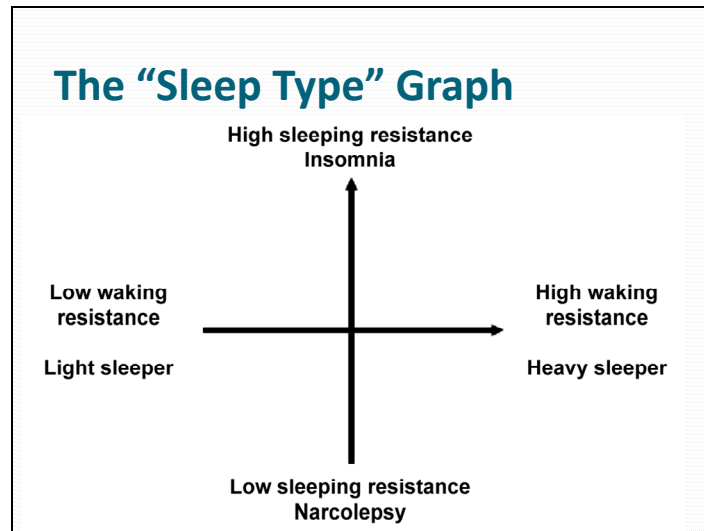 The “Sleep Type” Graph
High sleeping resistance
Insomnia
Low waking
resistance
Light sleeper
High waking
resistance
Heavy sleeper
Low sleeping resistance
Narcolepsy